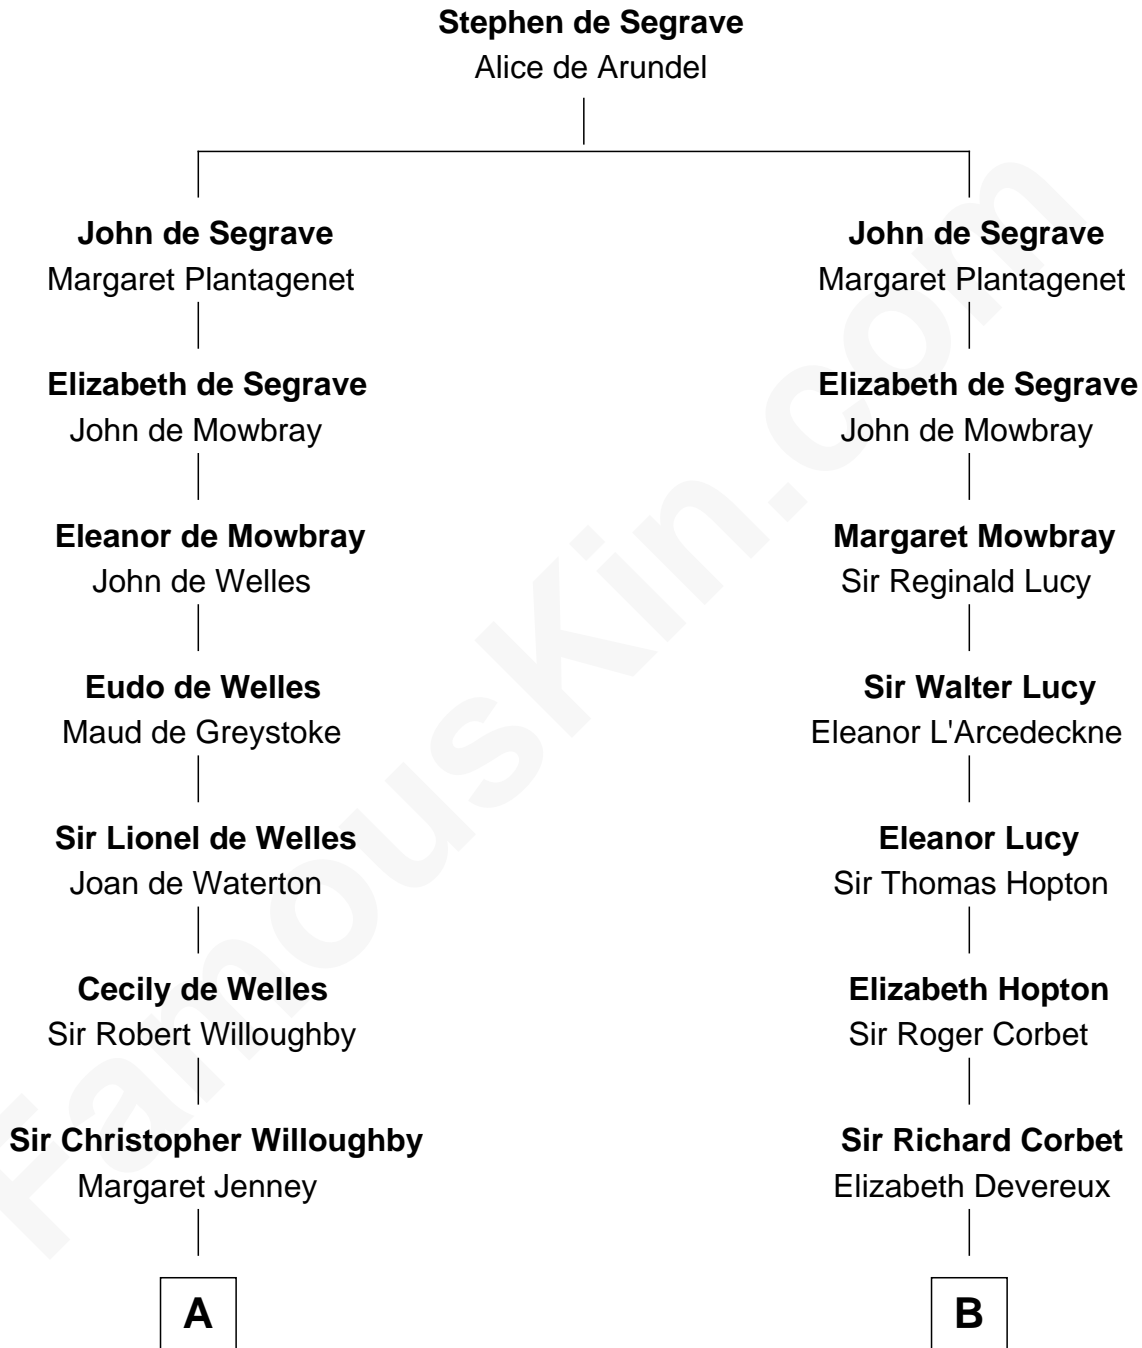 Stephen de Segrave
Alice de Arundel
John de Segrave
Margaret Plantagenet
Elizabeth de Segrave
John de Mowbray
Eleanor de Mowbray
John de Welles
Eudo de Welles
Maud de Greystoke
Sir Lionel de Welles
Joan de Waterton
Cecily de Welles
Sir Robert Willoughby
Sir Christopher Willoughby
Margaret Jenney
A
John de Segrave
Margaret Plantagenet
Elizabeth de Segrave
John de Mowbray
Margaret Mowbray
Sir Reginald Lucy
Sir Walter Lucy
Eleanor L'Arcedeckne
Eleanor Lucy
Sir Thomas Hopton
Elizabeth Hopton
Sir Roger Corbet
Sir Richard Corbet
Elizabeth Devereux
B
FamousKin.com